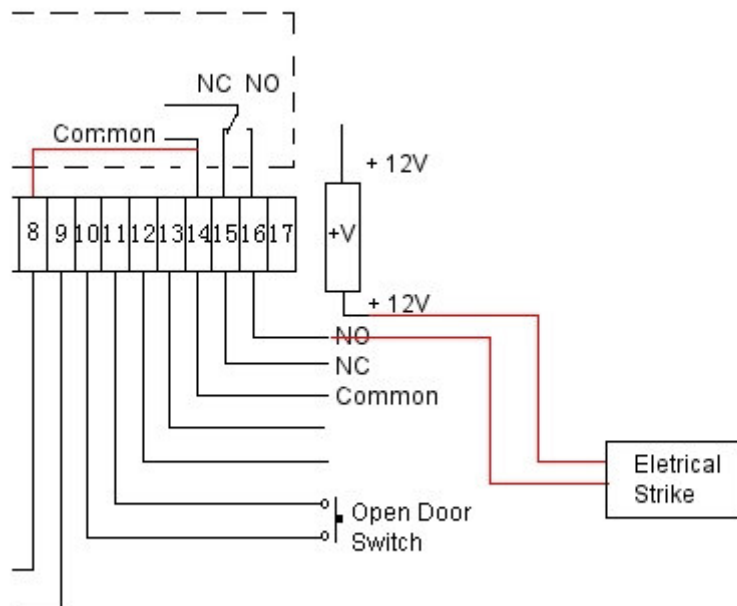 NC NO
Common
+ 12V
8 9 10 11 12 13 14 15 16 17
+V
+ 12V
NO
NC
Common
Eletrical
Strike
Open Door
Switch